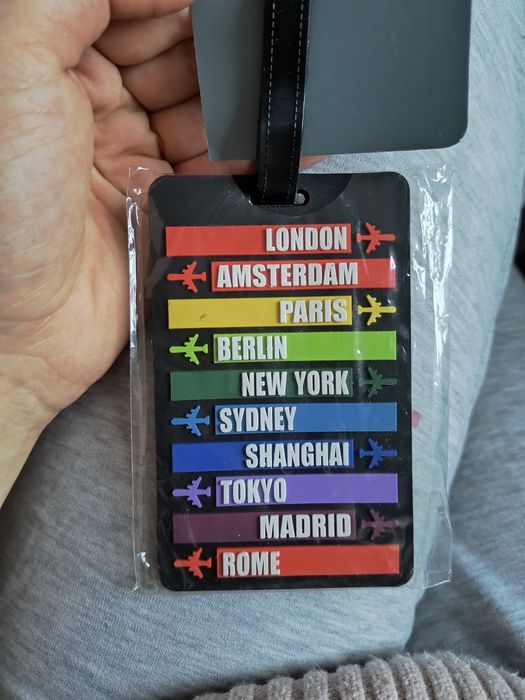 LONDON
AMSTERDAM
PARIS
BERLIN
NEW YORK
SYDNEY
SHANGHAI
TOKYO
MADRID
ROME